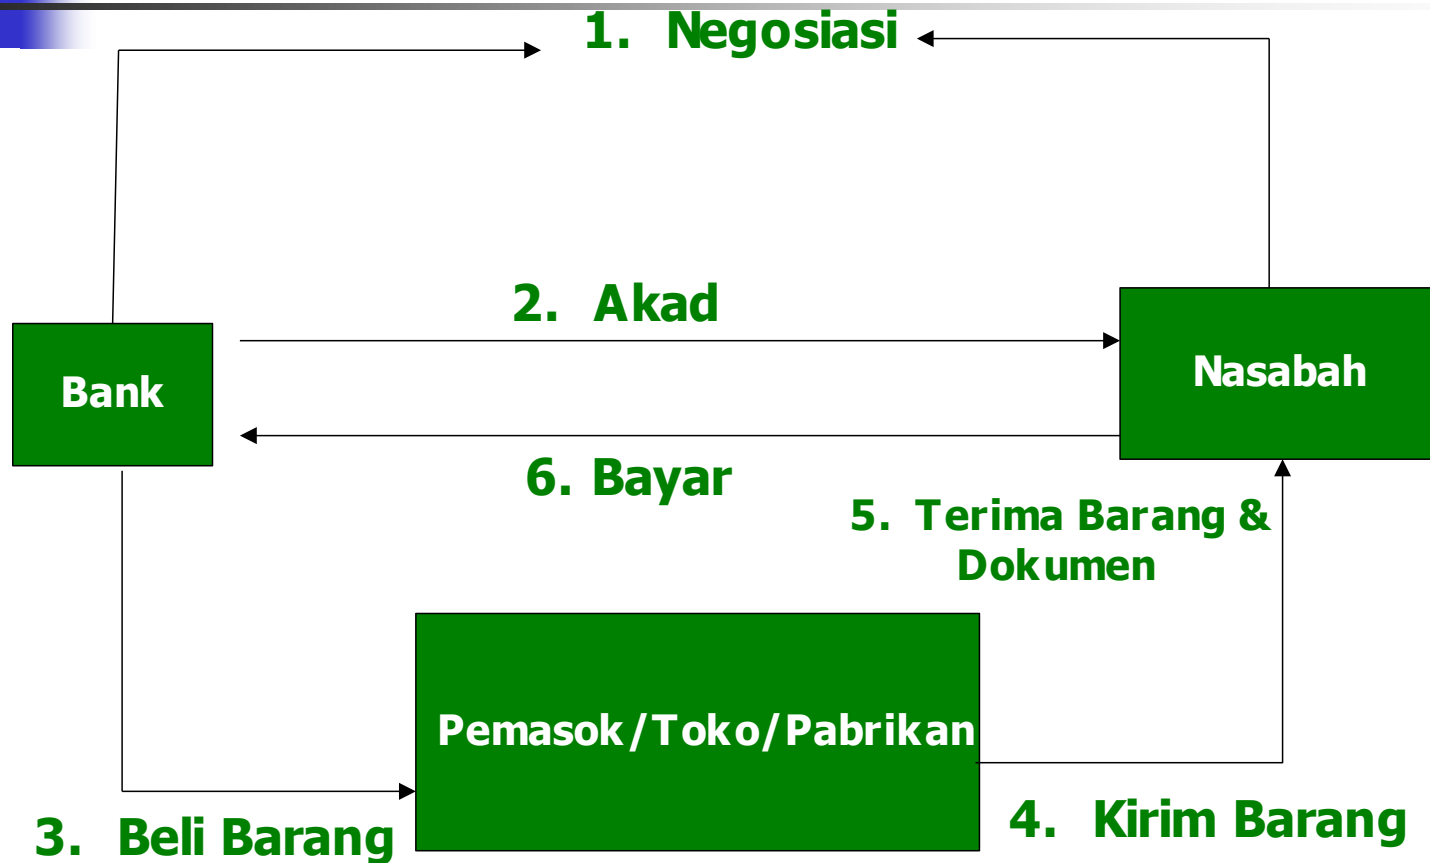 1. Negosiasi
2. Akad
Bank
Nasabah
6. Bayar
5. Terima Barang &
Dokumen
Pemasok/Toko/Pabrikan
3. Beli Barang
4. Kirim Barang